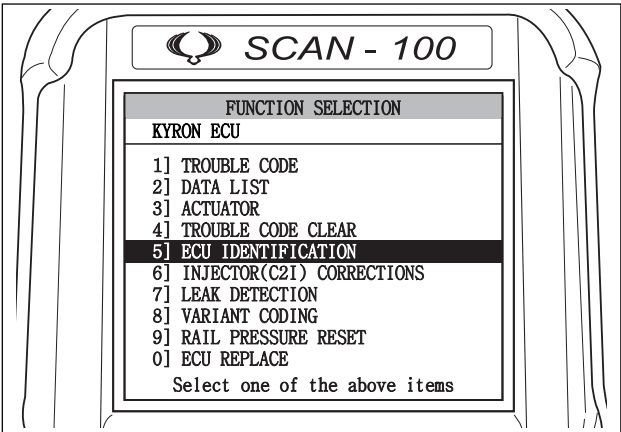 SCAN - 100
FUNCTION SELECTION
KYRON ECU
1] TROUBLE CODE
2] DATA LIST
3] ACTUATOR
4] TROUBLE CODE CLEAR
5] ECU IDENTIFICATION
6] INJECTOR(C2I) CORRECTIONS
7] LEAK DETECTION
8] VARIANT CODING
9] RAIL PRESSURE RESET
0] ECU REPLACE
Select one of the above items